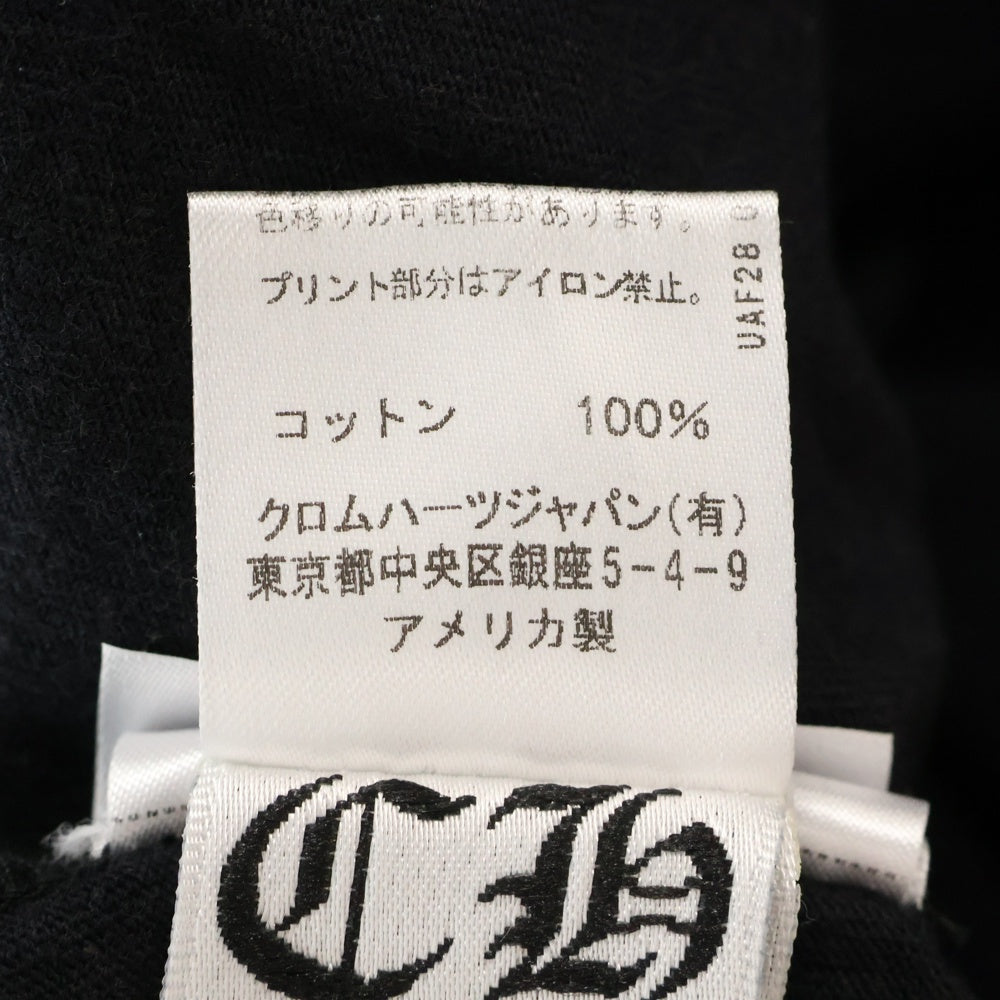 色移りの可能性があります。
プリント部分はアイロン禁止。
UAF28
コットン 100%
クロムハーツジャパン(有)
東京都中央区銀座5-4-9
アメリカ製
CH